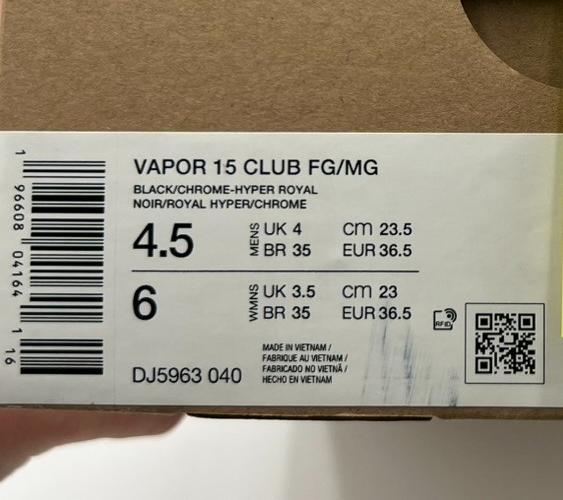 VAPOR 15 CLUB FG/MG
BLACK/CHROME-HYPER ROYAL
NOIR/ROYAL HYPER/CHROME
4.5 MENS UK 4 cm 23.5
BR 35 EUR 36.5
6 WMNS UK 3.5 cm 23
BR 35 EUR 36.5
RFID
MADE IN VIETNAM /
FABRIQUE AU VIETNAM /
FABRICADO NO VIETNÃ /
HECHO EN VIETNAM
DJ5963 040
1 96608 04164 1 16